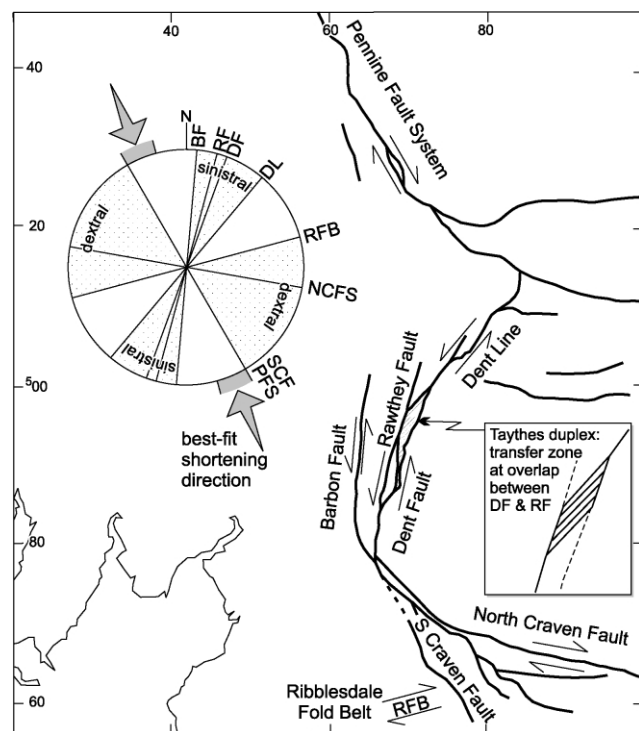 40
60
80
40
20
500
80
60
Pennine Fault System
N
BF
RF
DF
DL
sinistral
RFB
dextral
NCFS
dextral
sinistral
SCF
PFS
best-fit
shortening
direction
Dent Line
Rawthey Fault
Barbon Fault
Dent Fault
Taythes duplex:
transfer zone
at overlap
between
DF & RF
North Craven Fault
S Craven Fault
Ribblesdale
Fold Belt
RFB